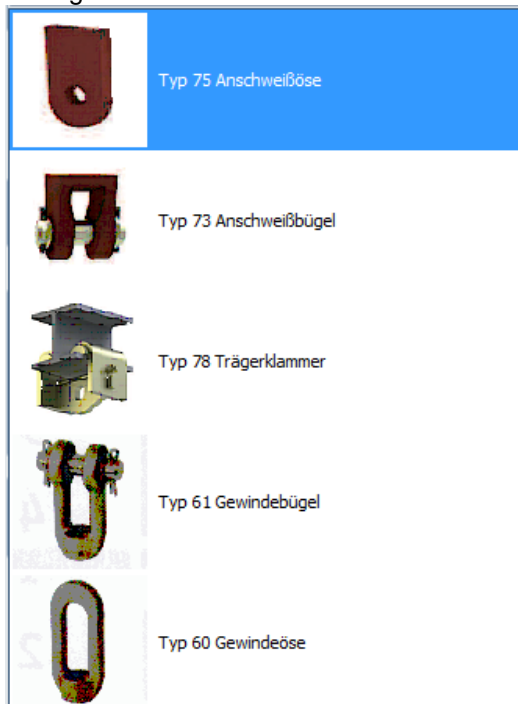 Typ 75 Anschweißöse
Typ 73 Anschweißbügel
Typ 78 Trägerklammer
Typ 61 Gewindebügel
Typ 60 Gewindeöse